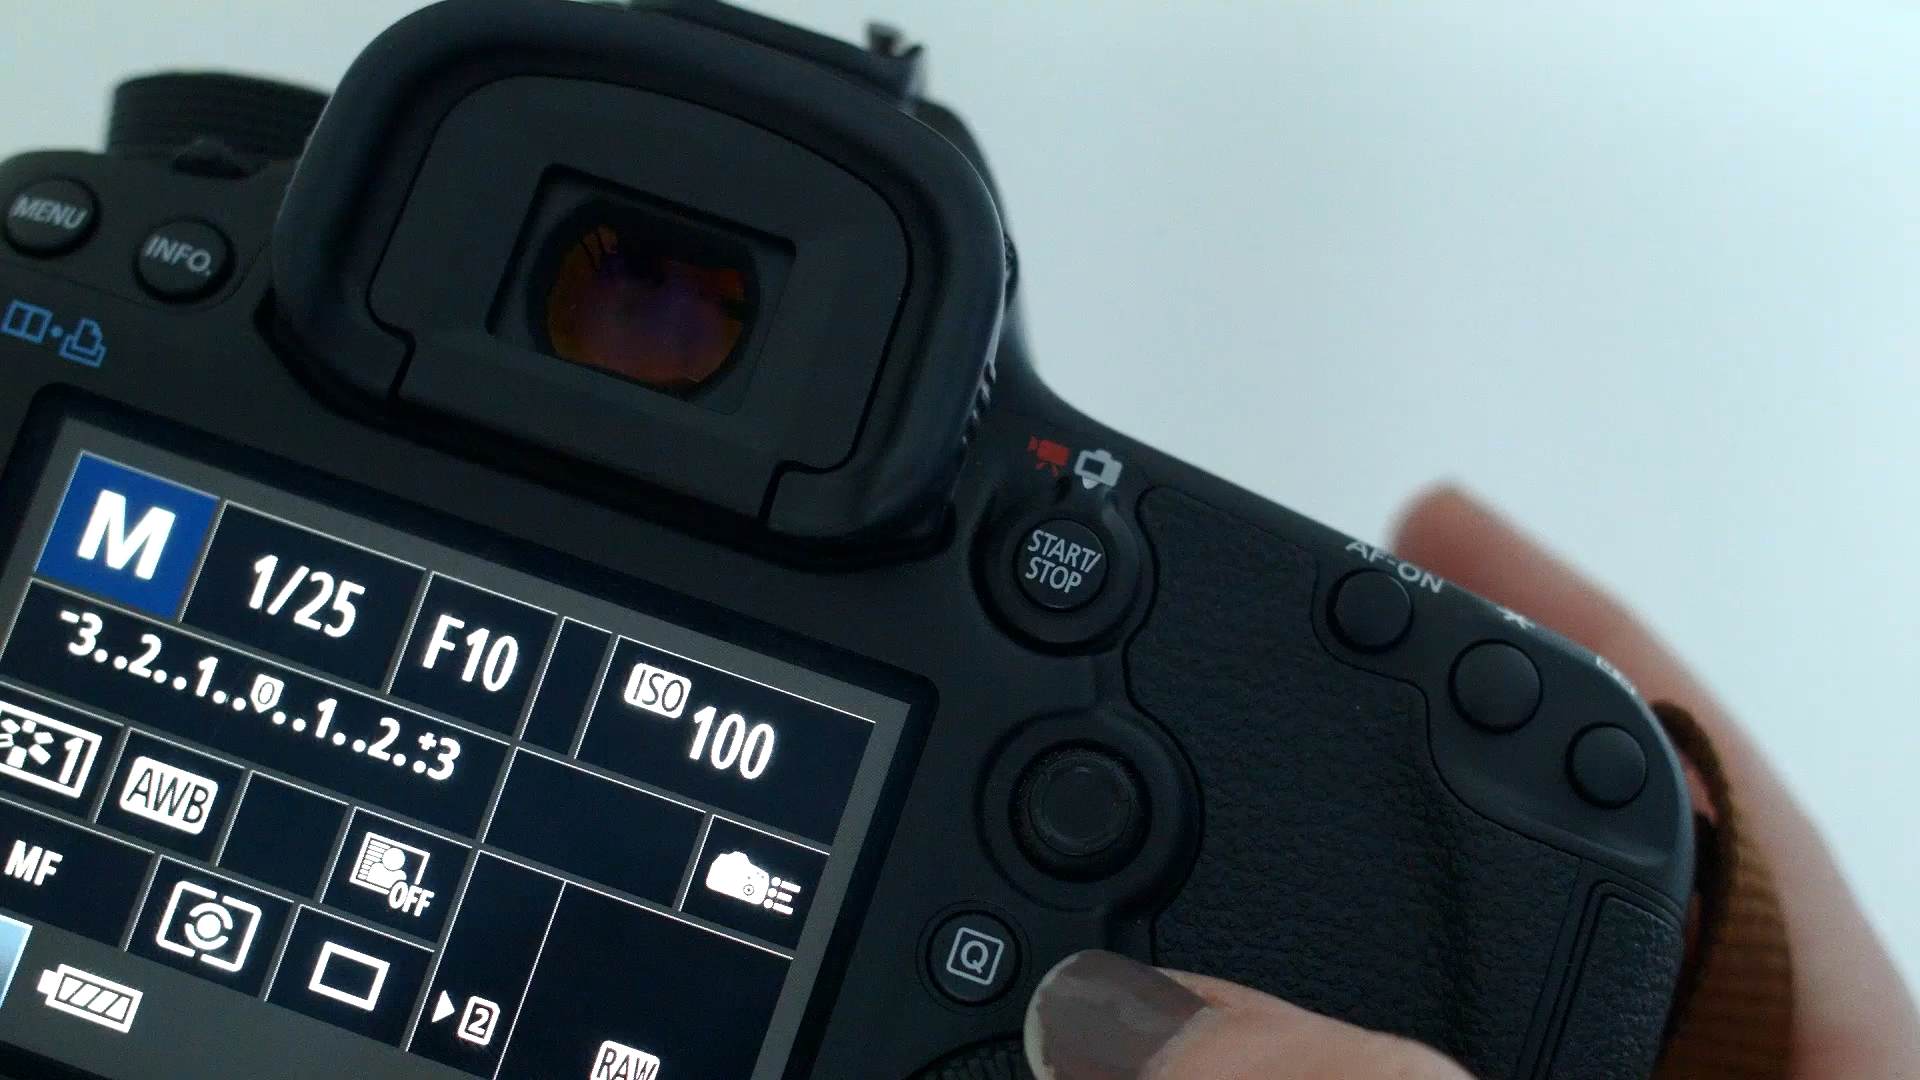 MENU
INFO.
START/
STOP
AF-ON
M
1/25
F10
ISO
100
-3..2..1..0..1..2..+3
1
AWB
OFF
MF
2
RAW
Q